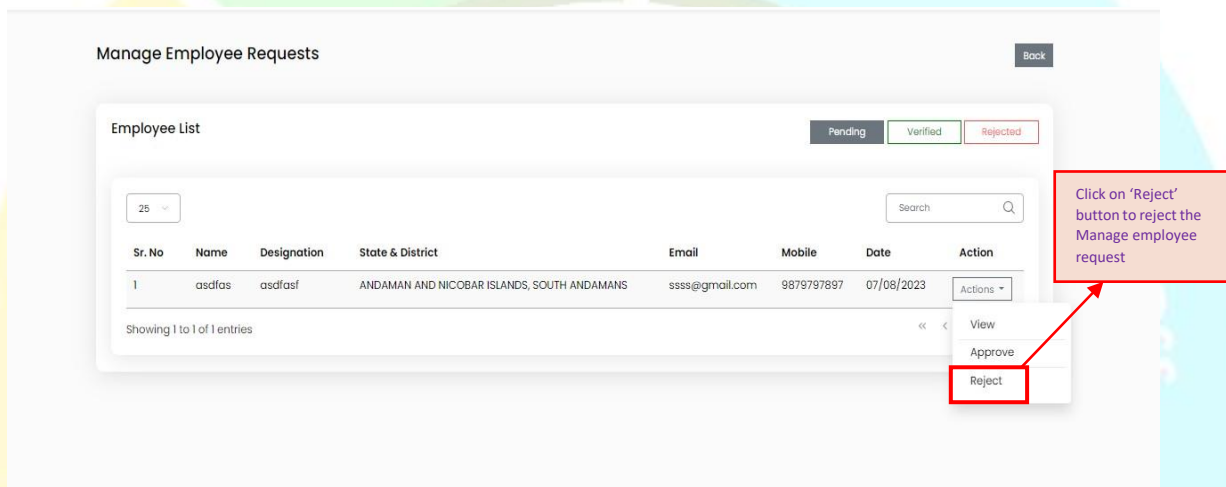 Manage Employee Requests
Back
Employee List
Pending Verified Rejected
25 Search
Sr. No Name Designation State & District Email Mobile Date Action
1 asdfas asdfasf ANDAMAN AND NICOBAR ISLANDS, SOUTH ANDAMANS ssss@gmail.com 9879797897 07/08/2023 Actions
Showing 1 to 1 of 1 entries « ‹
View
Approve
Reject
Click on ‘Reject’
button to reject the
Manage employee
request